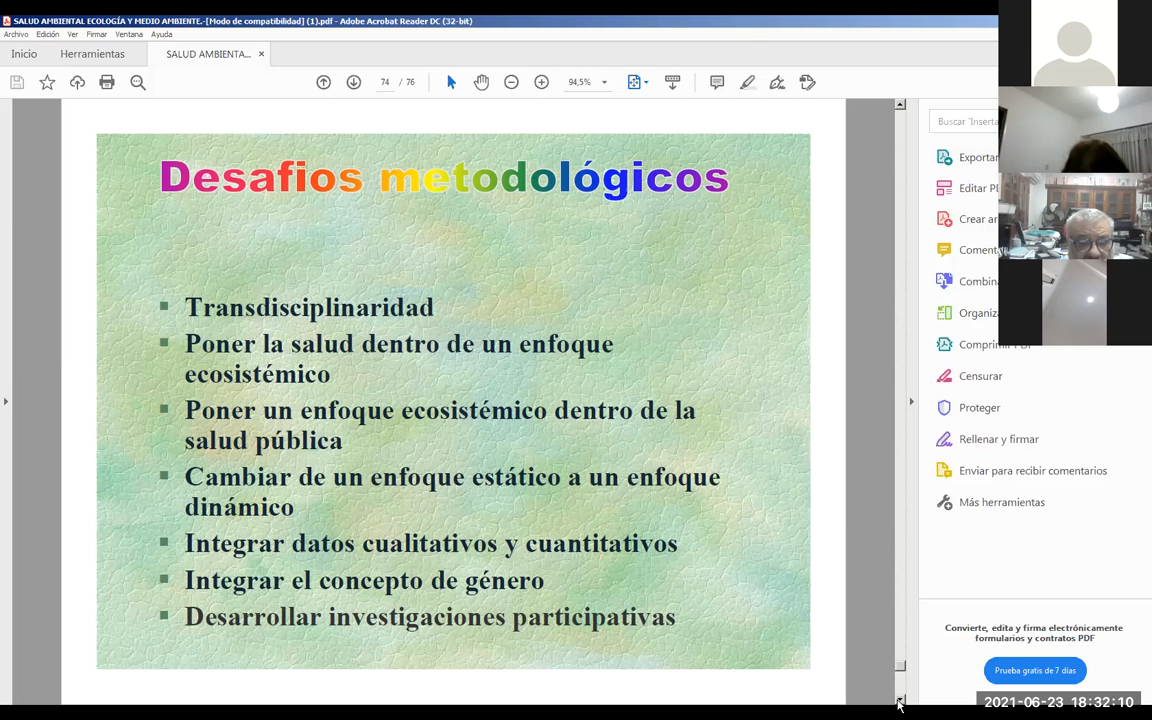 SALUD AMBIENTAL ECOLOGÍA Y MEDIO AMBIENTE.-[Modo de compatibilidad] (1).pdf - Adobe Acrobat Reader DC (32-bit)
Archivo Edición Ver Firmar Ventana Ayuda
Inicio Herramientas SALUD AMBIENTA... ×
74 / 76 94,5%
Buscar 'Inserta
Desafios metodológicos
Transdisciplinaridad
Poner la salud dentro de un enfoque
ecosistémico
Poner un enfoque ecosistémico dentro de la
salud pública
Cambiar de un enfoque estático a un enfoque
dinámico
Integrar datos cualitativos y cuantitativos
Integrar el concepto de género
Desarrollar investigaciones participativas
Exportar
Editar PD
Crear ar
Coment
Combin
Organiz
Comprimir PDF
Censurar
Proteger
Rellenar y firmar
Enviar para recibir comentarios
Más herramientas
Convierte, edita y firma electrónicamente
formularios y contratos PDF
Prueba gratis de 7 días
2021-06-23 18:32:10